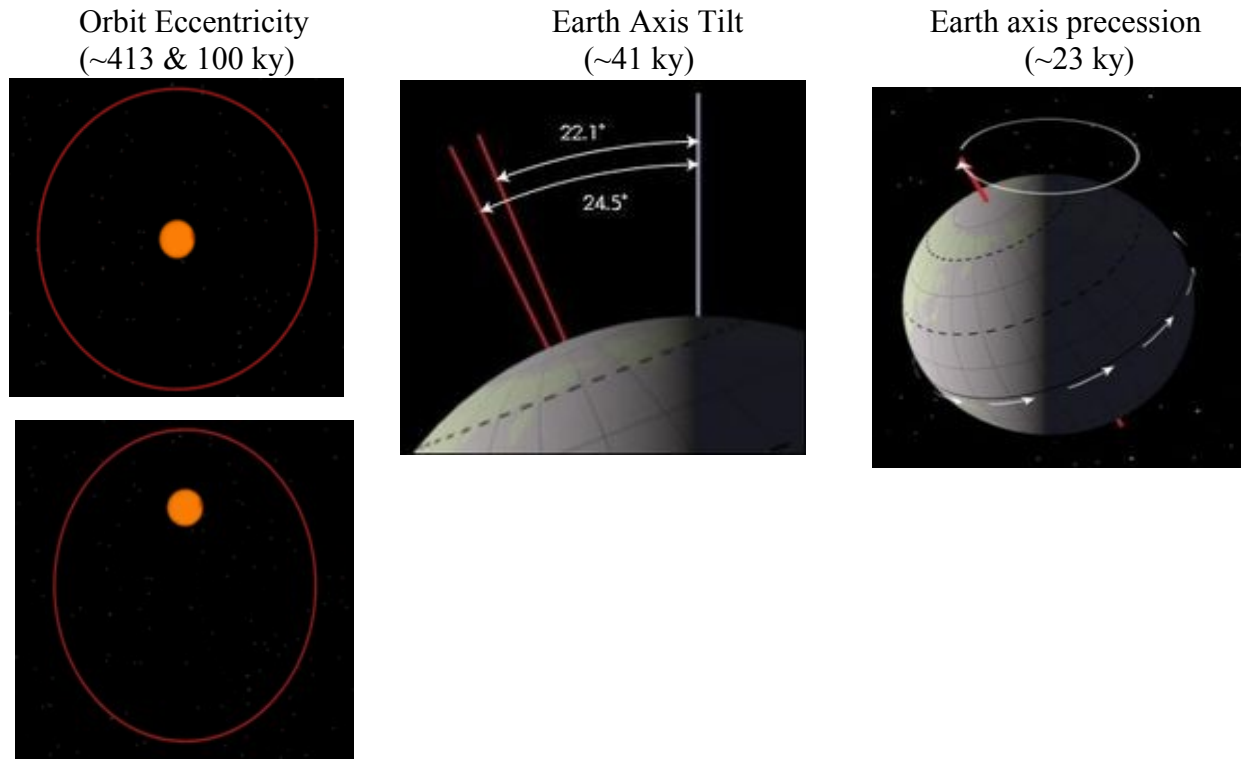 Orbit Eccentricity
(~413 & 100 ky)
Earth Axis Tilt
(~41 ky)
Earth axis precession
(~23 ky)
22.1°
24.5°